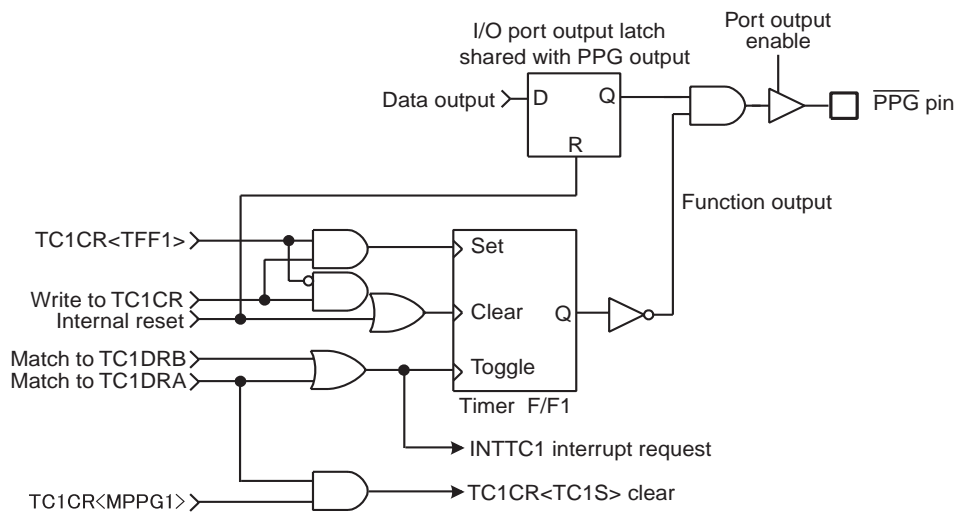 I/O port output latch
shared with PPG output
Port output
enable
Data output
D
Q
R
PPG pin
Function output
TC1CR<TFF1>
Set
Write to TC1CR
Internal reset
Clear
Q
Match to TC1DRB
Match to TC1DRA
Toggle
Timer F/F1
INTTC1 interrupt request
TC1CR<MPPG1>
TC1CR<TC1S> clear